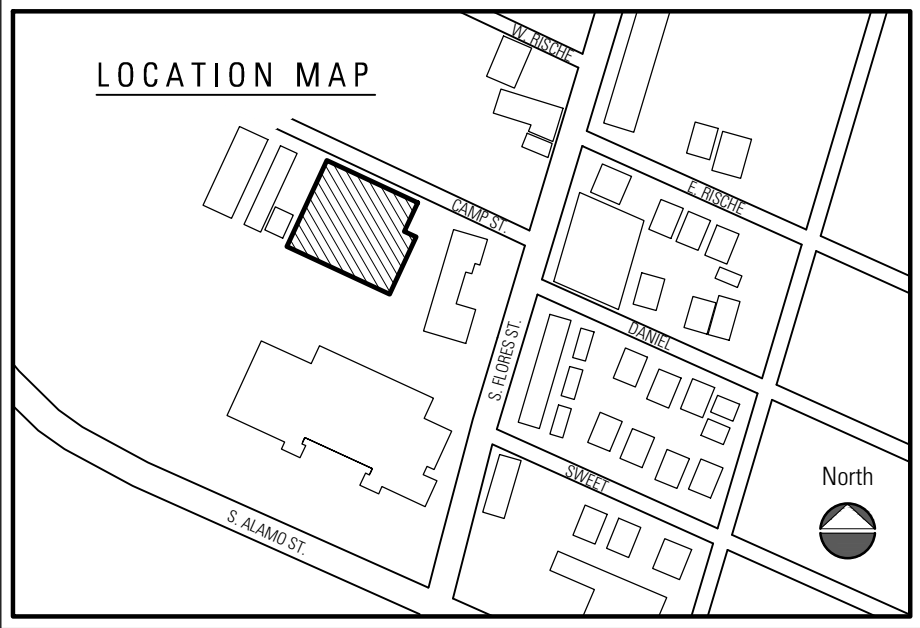 LOCATION MAP
W. RISCHE
E. RISCHE
CAMP ST.
S. FLORES ST.
DANIEL
SWEET
S. ALAMO ST.
North